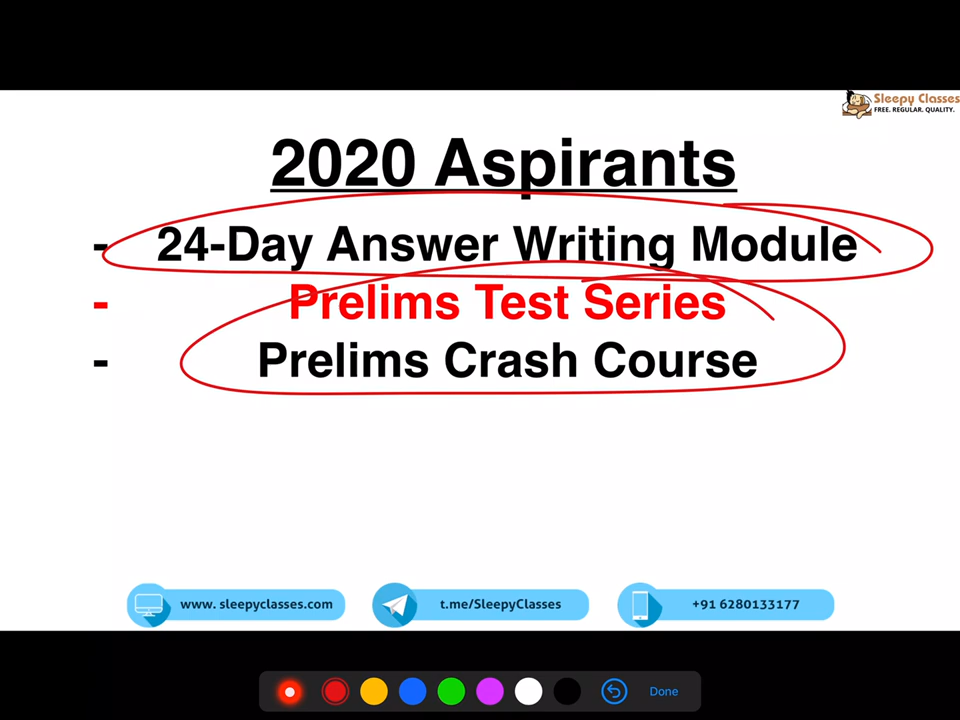 Sleepy Classes
FREE. REGULAR. QUALITY.
2020 Aspirants
- 24-Day Answer Writing Module
- Prelims Test Series
- Prelims Crash Course
www. sleepyclasses.com
t.me/SleepyClasses
+91 6280133177
Done